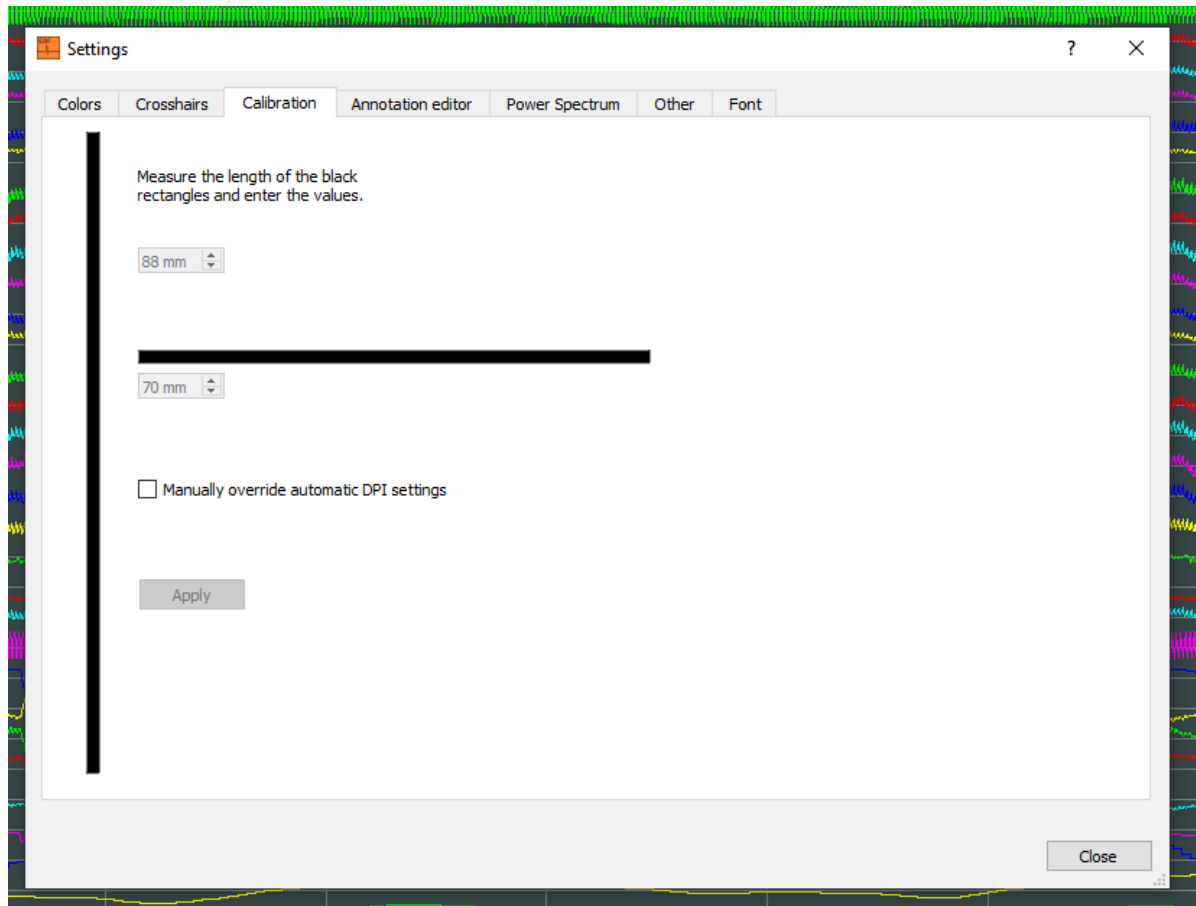 Settings
?
Colors Crosshairs Calibration Annotation editor Power Spectrum Other Font
Measure the length of the black
rectangles and enter the values.
88 mm
70 mm
Manually override automatic DPI settings
Apply
Close